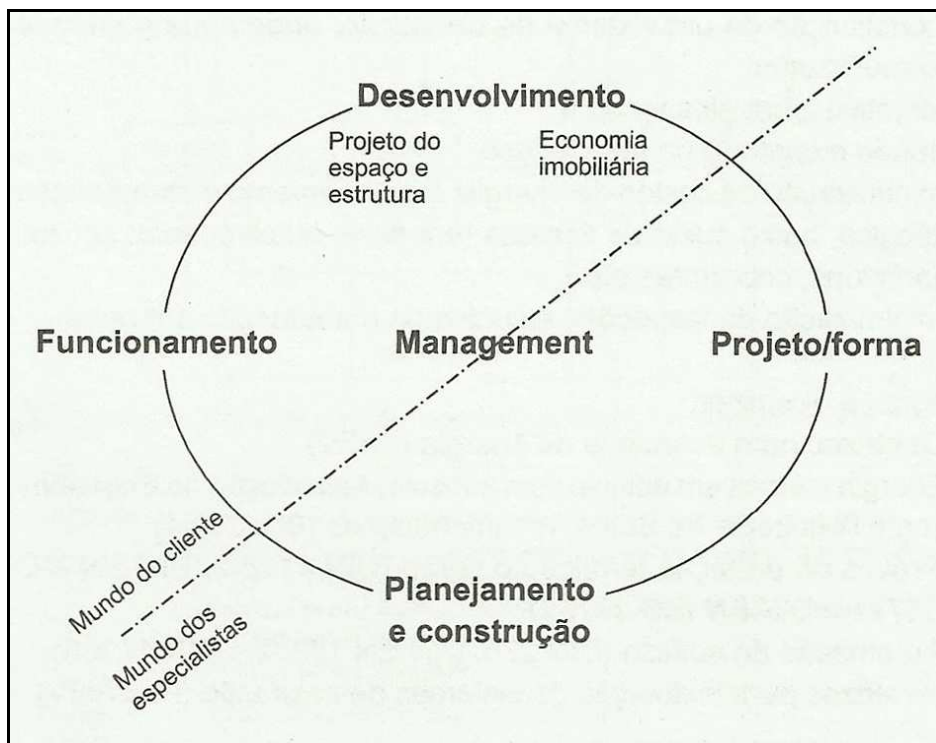 Desenvolvimento
Projeto do
espaço e
estrutura
Economia
imobiliária
Funcionamento
Management
Projeto/forma
Mundo do cliente
Mundo dos
especialistas
Planejamento
e construção